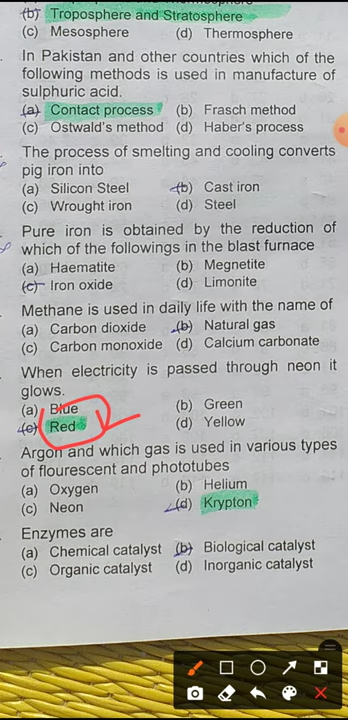 (b) Troposphere and Stratosphere
(c) Mesosphere (d) Thermosphere
In Pakistan and other countries which of the
following methods is used in manufacture of
sulphuric acid.
(a) Contact process (b) Frasch method
(c) Ostwald's method (d) Haber's process
The process of smelting and cooling converts
pig iron into
(a) Silicon Steel (b) Cast iron
(c) Wrought iron (d) Steel
Pure iron is obtained by the reduction of
which of the followings in the blast furnace
(a) Haematite (b) Megnetite
(c) Iron oxide (d) Limonite
Methane is used in daily life with the name of
(a) Carbon dioxide (b) Natural gas
(c) Carbon monoxide (d) Calcium carbonate
When electricity is passed through neon it
glows.
(a) Blue (b) Green
(c) Red (d) Yellow
Argon and which gas is used in various types
of flourescent and phototubes
(a) Oxygen (b) Helium
(c) Neon (d) Krypton
Enzymes are
(a) Chemical catalyst (b) Biological catalyst
(c) Organic catalyst (d) Inorganic catalyst